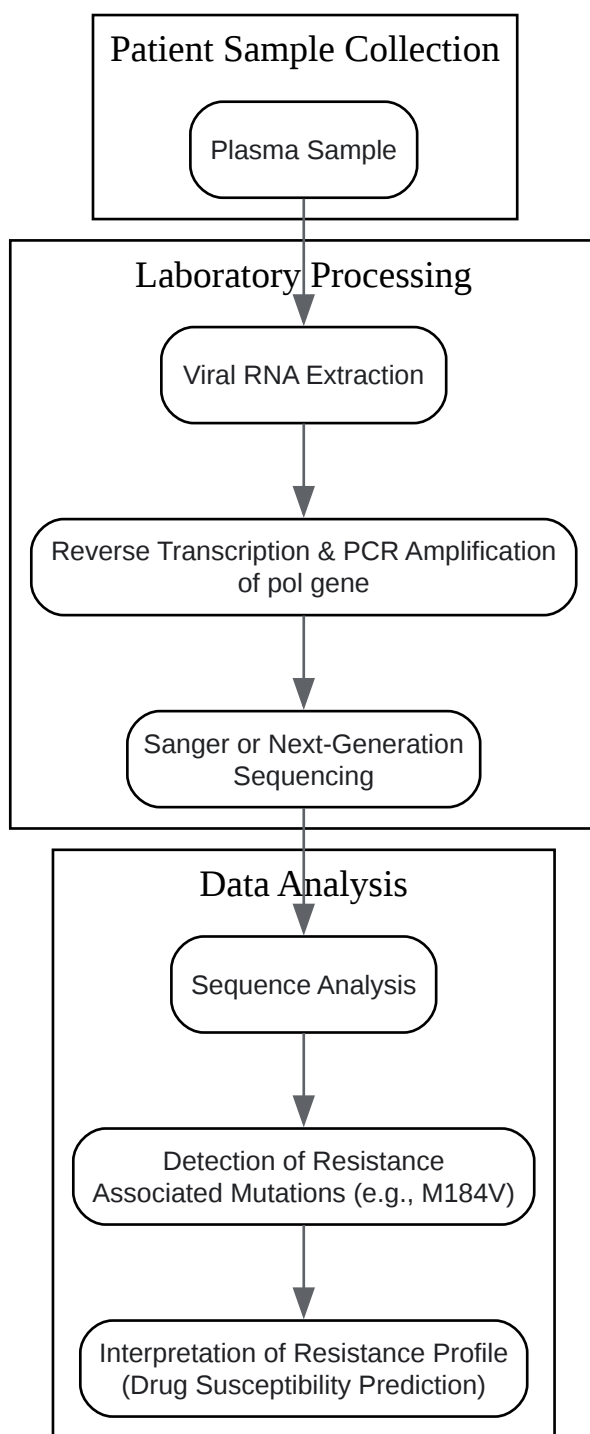 Patient Sample Collection
Plasma Sample
Laboratory Processing
Viral RNA Extraction
Reverse Transcription & PCR Amplification
of pol gene
Sanger or Next-Generation
Sequencing
Data Analysis
Sequence Analysis
Detection of Resistance
Associated Mutations (e.g., M184V)
Interpretation of Resistance Profile
(Drug Susceptibility Prediction)